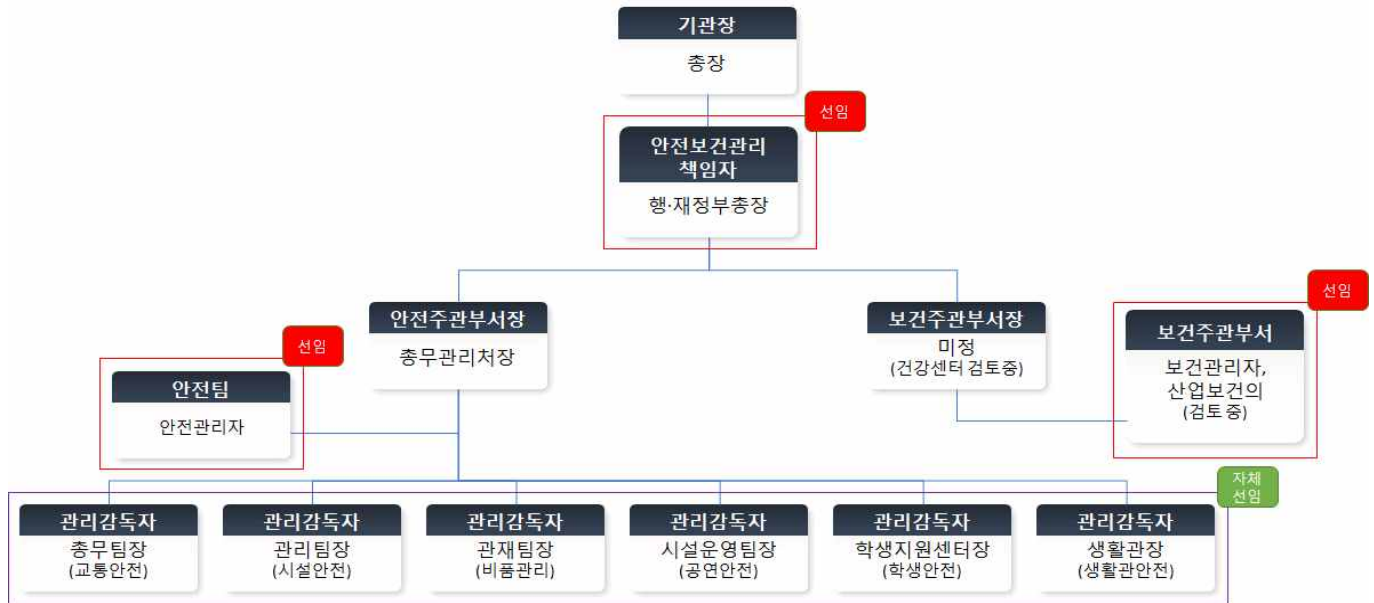 기관장
총장
선임
안전보건관리
책임자
행·재정부총장
안전주관부서장
총무관리처장
보건주관부서장
미정
(건강센터 검토중)
선임
보건주관부서
보건관리자,
산업보건의
(검토 중)
선임
안전팀
안전관리자
자체
선임
관리감독자
총무팀장
(교통안전)
관리감독자
관리팀장
(시설안전)
관리감독자
관재팀장
(비품관리)
관리감독자
시설운영팀장
(공연안전)
관리감독자
학생지원센터장
(학생안전)
관리감독자
생활관장
(생활관안전)